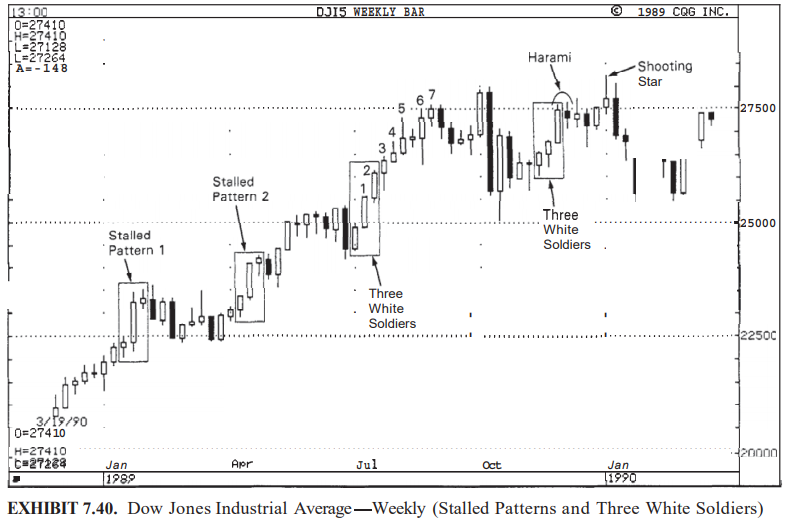 13:00 DJI5 WEEKLY BAR © 1989 CQG INC.
O=27410
H=27410
L=27128
L=27264
A=-148
Harami
Shooting
Star
27500
1 2 3 4 5 6 7
Stalled
Pattern 2
Three
White
Soldiers
25000
Stalled
Pattern 1
Three
White
Soldiers
22500
3/19/90
O=27410
H=27410
20000
C=27264
Jan Apr Jul Oct Jan
1989 1990
EXHIBIT 7.40. Dow Jones Industrial Average—Weekly (Stalled Patterns and Three White Soldiers)